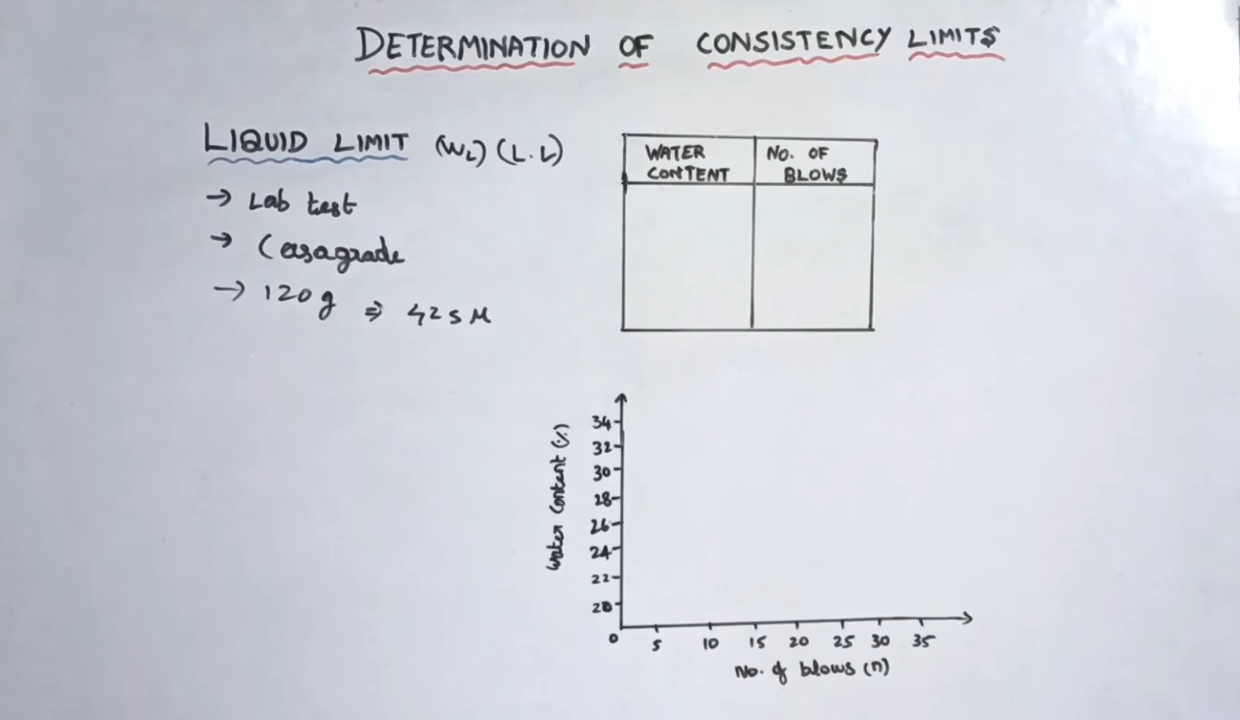 DETERMINATION OF CONSISTENCY LIMITS
LIQUID LIMIT (WL) (L.L)
→ Lab test
→ Casagrade
→ 120g ⇒ 425 M
WATER CONTENT
NO. OF BLOWS
Water Content (%)
34
32
30
28
26
24
22
20
0 5 10 15 20 25 30 35
No. of blows (n)